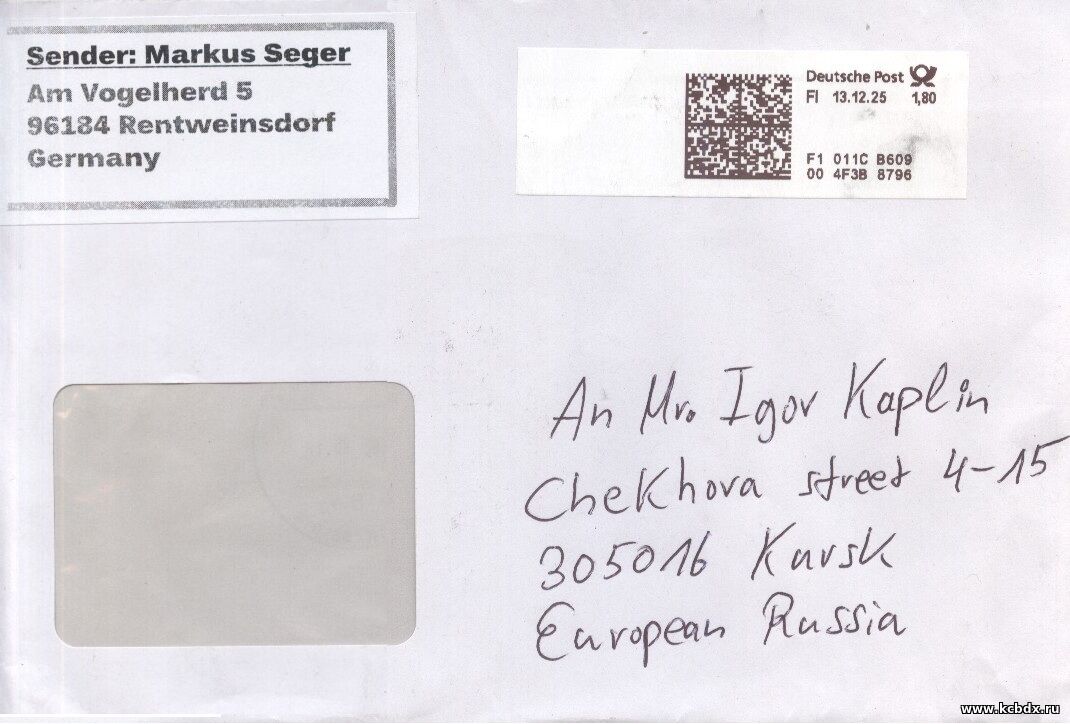 Sender: Markus Seger
Am Vogelherd 5
96184 Rentweinsdorf
Germany
Deutsche Post
FI 13.12.25 1,80
F1 011C B609
00 4F3B 8796
An Mr. Igor Kaplin
Chekhova street 4-15
305016 Kursk
European Russia
www.kcbdx.ru